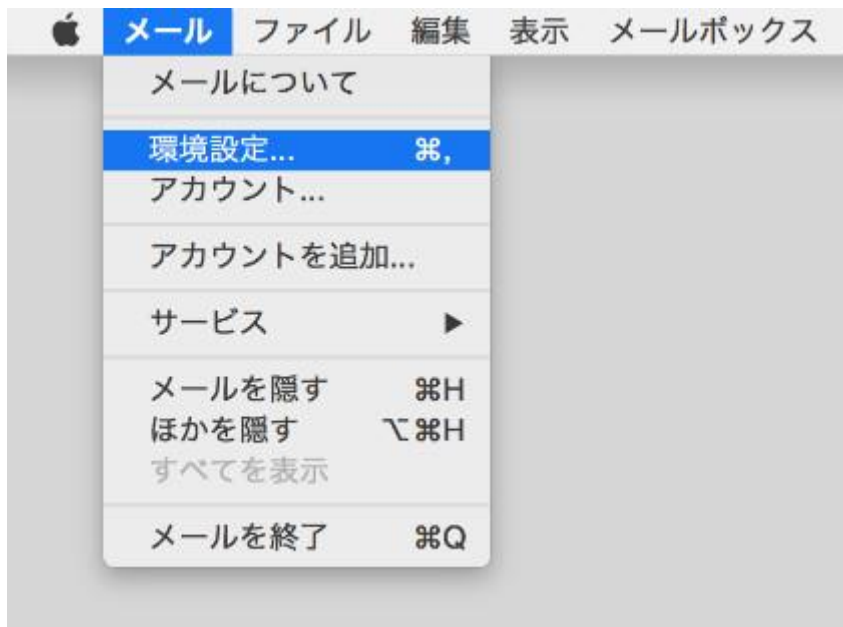 メール ファイル 編集 表示 メールボックス
メールについて
環境設定... ⌘,
アカウント...
アカウントを追加...
サービス ▶
メールを隠す ⌘H
ほかを隠す ⌥⌘H
すべてを表示
メールを終了 ⌘Q